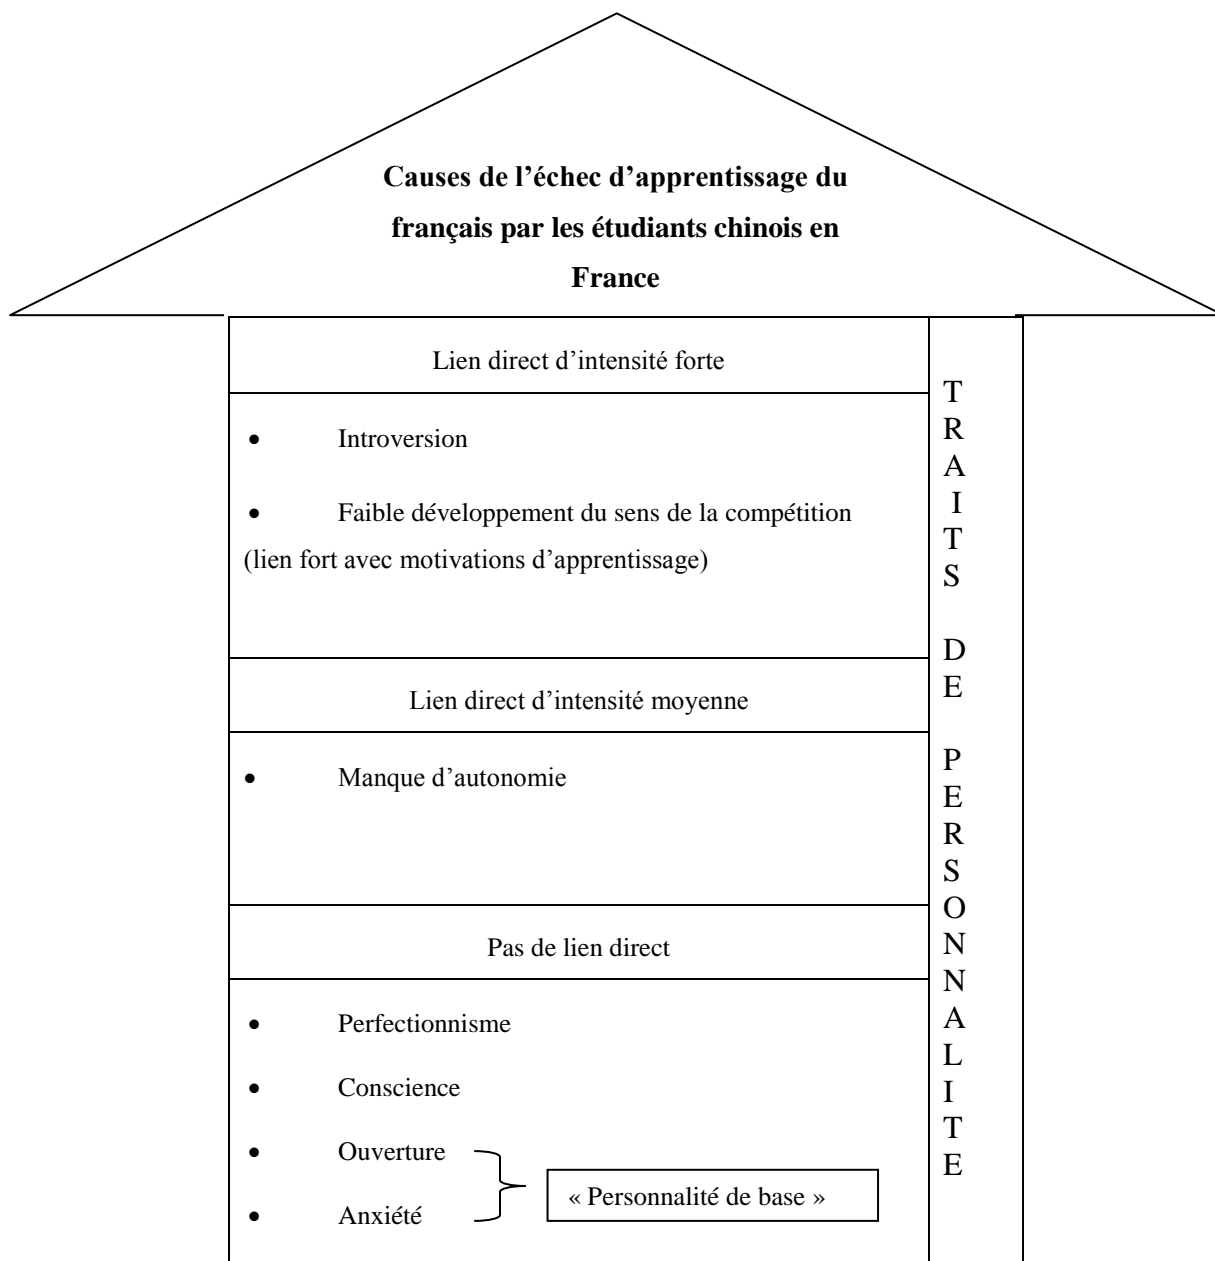 Causes de l’échec d’apprentissage du
français par les étudiants chinois en
France
Lien direct d’intensité forte
• Introversion
• Faible développement du sens de la compétition
(lien fort avec motivations d’apprentissage)
Lien direct d’intensité moyenne
• Manque d’autonomie
Pas de lien direct
• Perfectionnisme
• Conscience
• Ouverture
• Anxiété
« Personnalité de base »
TRAITS DE PERSONNALITE